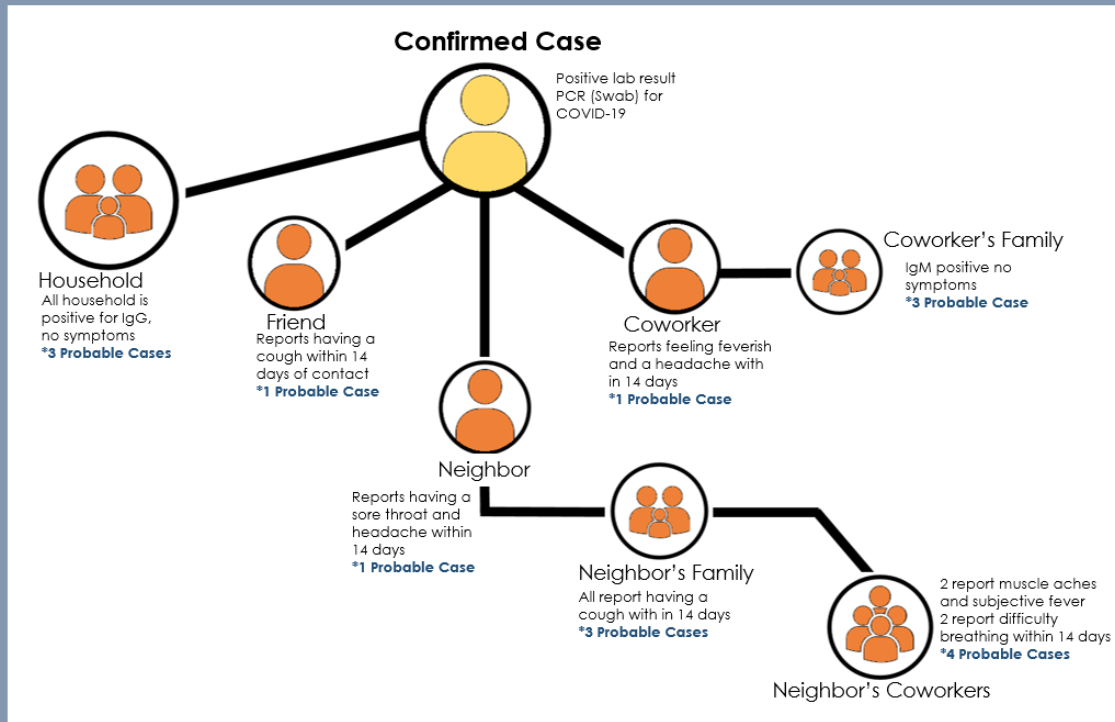 Confirmed Case
Positive lab result
PCR (Swab) for
COVID-19
Household
All household is
positive for IgG,
no symptoms
*3 Probable Cases
Friend
Reports having a
cough within 14
days of contact
*1 Probable Case
Coworker
Reports feeling feverish
and a headache with
in 14 days
*1 Probable Case
Coworker's Family
IgM positive no
symptoms
*3 Probable Case
Neighbor
Reports having a
sore throat and
headache within
14 days
*1 Probable Case
Neighbor's Family
All report having a
cough with in 14 days
*3 Probable Cases
2 report muscle aches
and subjective fever
2 report difficulty
breathing within 14 days
*4 Probable Cases
Neighbor's Coworkers